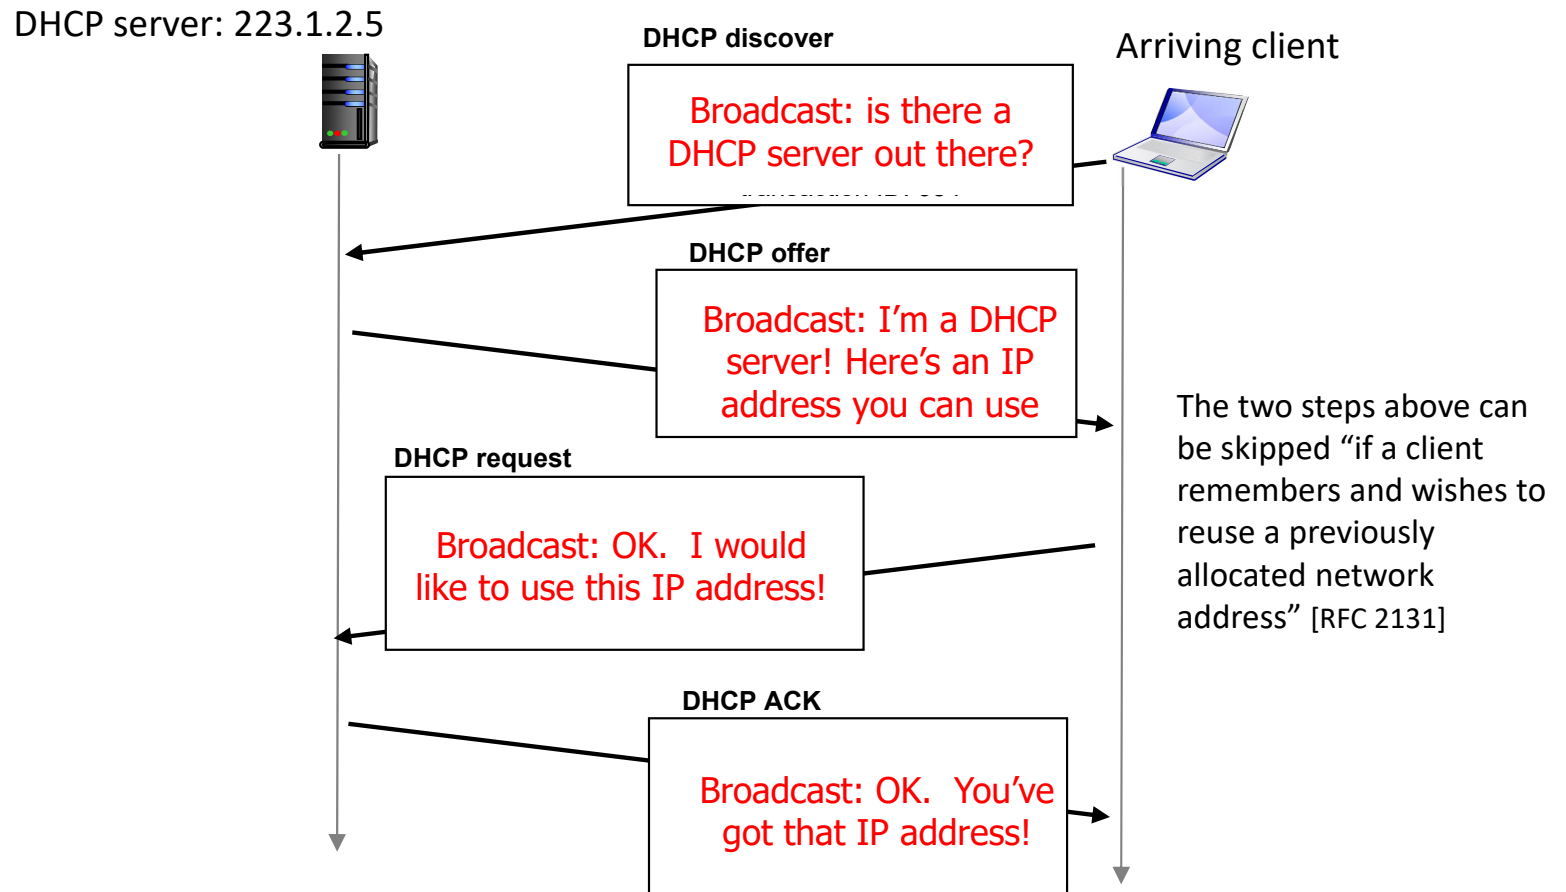 DHCP server: 223.1.2.5
DHCP discover
Arriving client
Broadcast: is there a
DHCP server out there?
DHCP offer
Broadcast: I’m a DHCP
server! Here’s an IP
address you can use
The two steps above can
be skipped “if a client
remembers and wishes to
reuse a previously
allocated network
address” [RFC 2131]
DHCP request
Broadcast: OK.  I would
like to use this IP address!
DHCP ACK
Broadcast: OK.  You’ve
got that IP address!